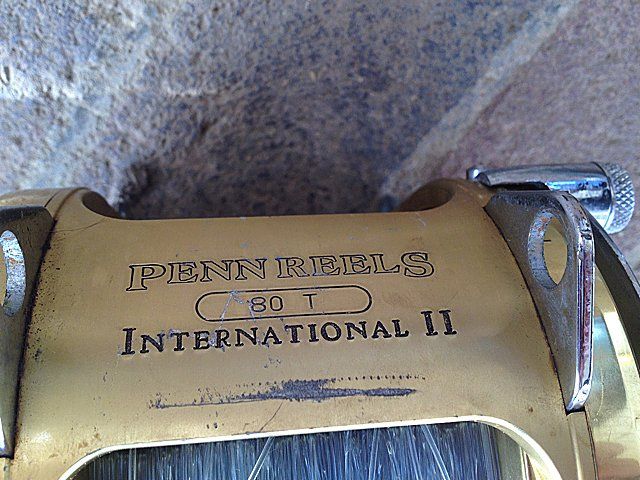 PENN REELS
80 T
INTERNATIONAL II